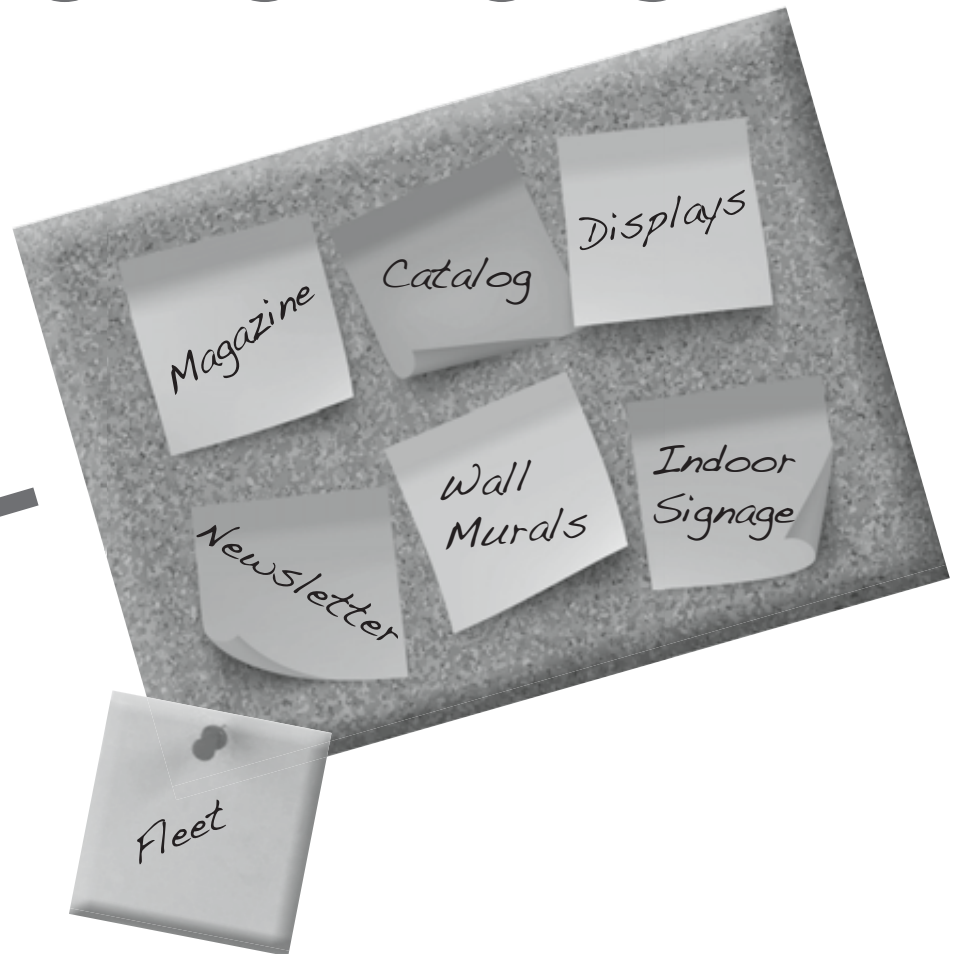 Magazine
Catalog
Displays
Newsletter
Wall
Murals
Indoor
Signage
Fleet